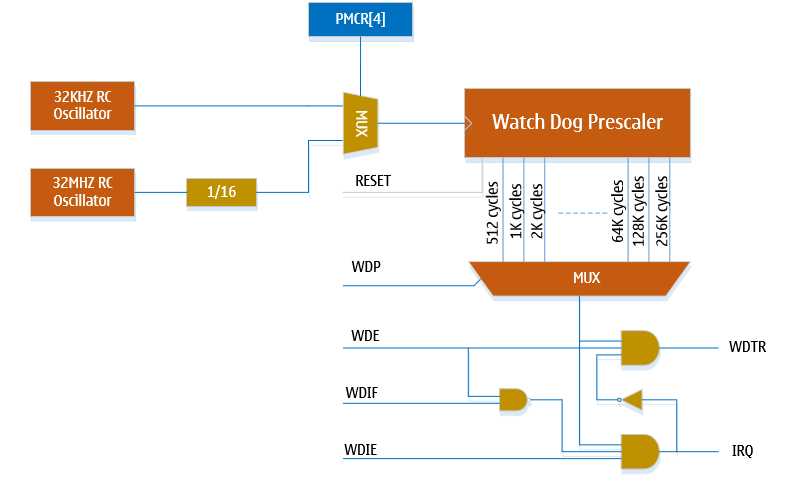 PMCR[4]
32KHZ RC
Oscillator
MUX
Watch Dog Prescaler
32MHZ RC
Oscillator
1/16
RESET
512 cycles
1K cycles
2K cycles
64K cycles
128K cycles
256K cycles
WDP
MUX
WDE
WDTR
WDIF
WDIE
IRQ